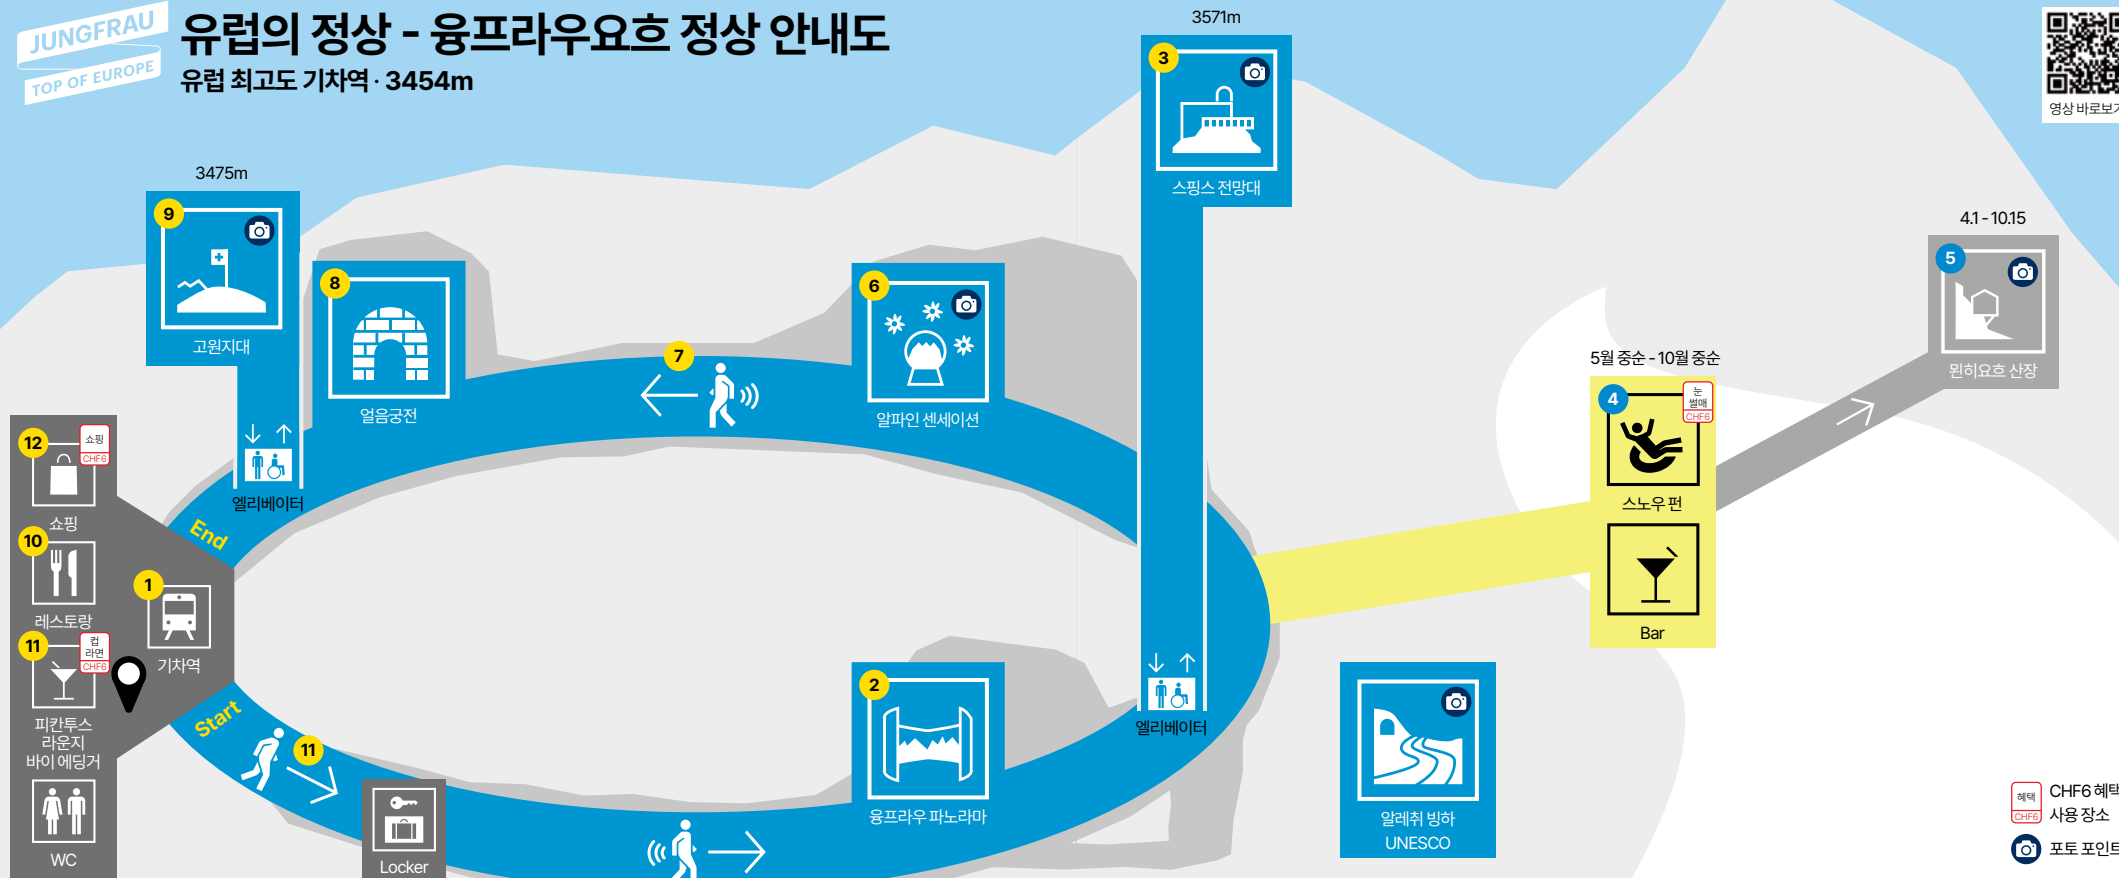 JUNGFRAU
TOP OF EUROPE
유럽의 정상 - 융프라우요흐 정상 안내도
유럽 최고도 기차역 · 3454m
3571m
3
스핑스 전망대
영상 바로보기
3475m
9
고원지대
8
얼음궁전
6
알파인 센세이션
7
4.1 - 10.15
5
묀히요흐 산장
5월 중순 - 10월 중순
4
눈
썰매
CHF6
스노우 펀
Bar
12
쇼핑
CHF6
쇼핑
10
레스토랑
11
컵
라면
CHF6
피칸투스
라운지
바이 에딩거
WC
1
기차역
엘리베이터
End
Start
11
Locker
2
융프라우 파노라마
엘리베이터
알레취 빙하
UNESCO
혜택
CHF6
CHF6 혜택
사용 장소
포토 포인트